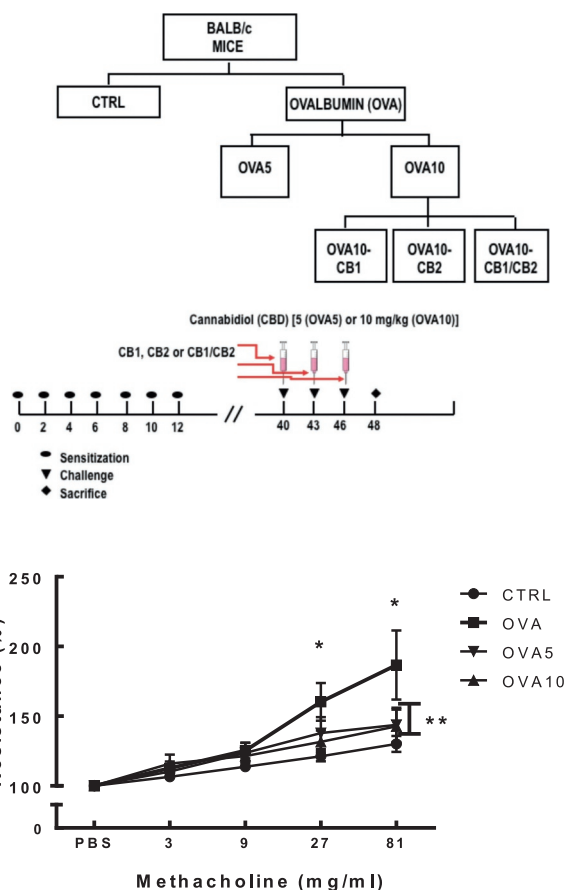 BALB/c
MICE
CTRL
OVALBUMIN (OVA)
OVA5
OVA10
OVA10-
CB1
OVA10-
CB2
OVA10-
CB1/CB2
Cannabidiol (CBD) [5 (OVA5) or 10 mg/kg (OVA10)]
CB1, CB2 or CB1/CB2
0 2 4 6 8 10 12 // 40 43 46 48
Sensitization
Challenge
Sacrifice
250
200
150
100
0
* *
**
CTRL
OVA
OVA5
OVA10
PBS 3 9 27 81
Methacholine (mg/ml)